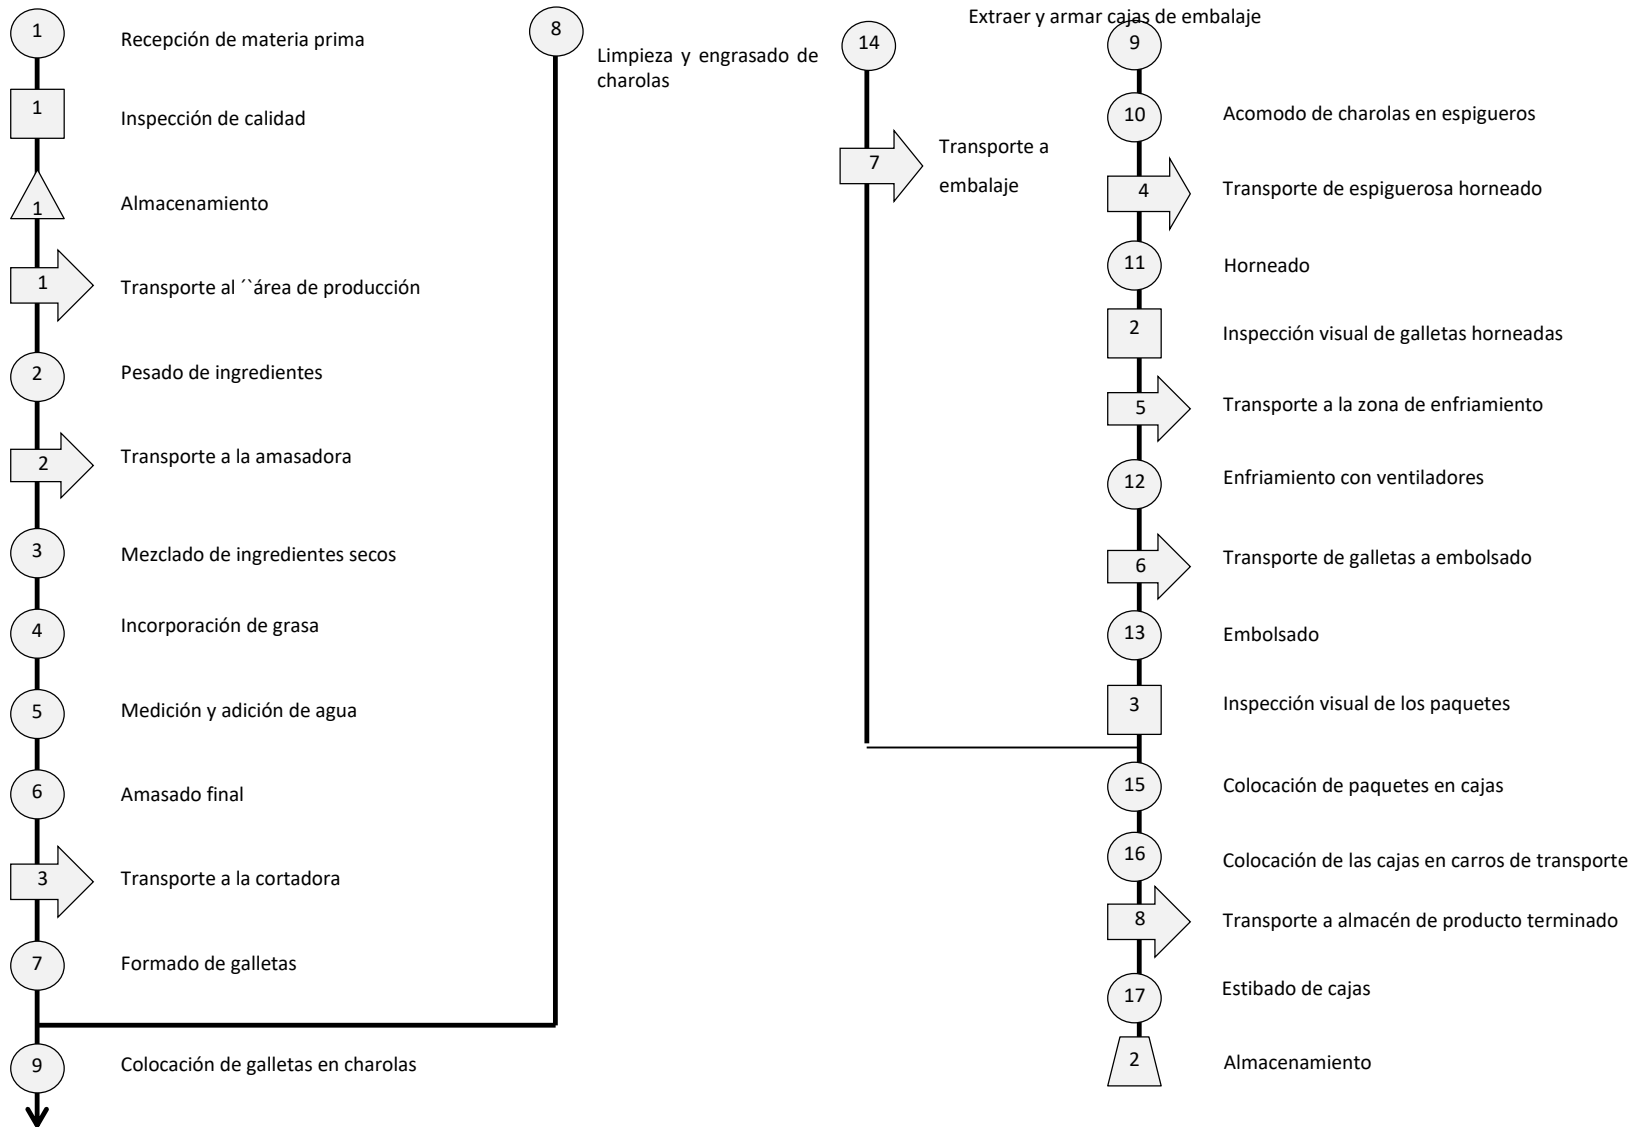 1
Recepción de materia prima
1
Inspección de calidad
1
Almacenamiento
1
Transporte al ´`área de producción
2
Pesado de ingredientes
2
Transporte a la amasadora
3
Mezclado de ingredientes secos
4
Incorporación de grasa
5
Medición y adición de agua
6
Amasado final
3
Transporte a la cortadora
7
Formado de galletas
9
Colocación de galletas en charolas
8
Limpieza y engrasado de
charolas
14
Extraer y armar cajas de embalaje
7
Transporte a
embalaje
9
10
Acomodo de charolas en espigueros
4
Transporte de espiguerosa horneado
11
Horneado
2
Inspección visual de galletas horneadas
5
Transporte a la zona de enfriamiento
12
Enfriamiento con ventiladores
6
Transporte de galletas a embolsado
13
Embolsado
3
Inspección visual de los paquetes
15
Colocación de paquetes en cajas
16
Colocación de las cajas en carros de transporte
8
Transporte a almacén de producto terminado
17
Estibado de cajas
2
Almacenamiento